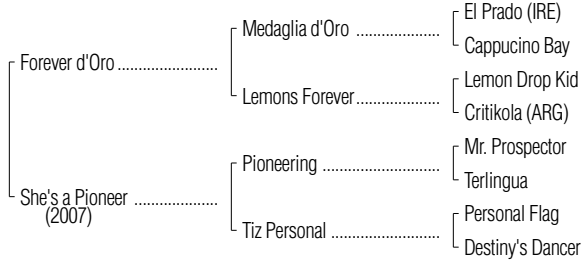 El Prado (IRE)
Medaglia d'Oro ..................
Cappucino Bay
Forever d'Oro ......................
Lemon Drop Kid
Lemons Forever ..................
Critikola (ARG)
Mr. Prospector
Pioneering .........................
Terlingua
She's a Pioneer ..................
(2007)
Personal Flag
Tiz Personal .......................
Destiny's Dancer